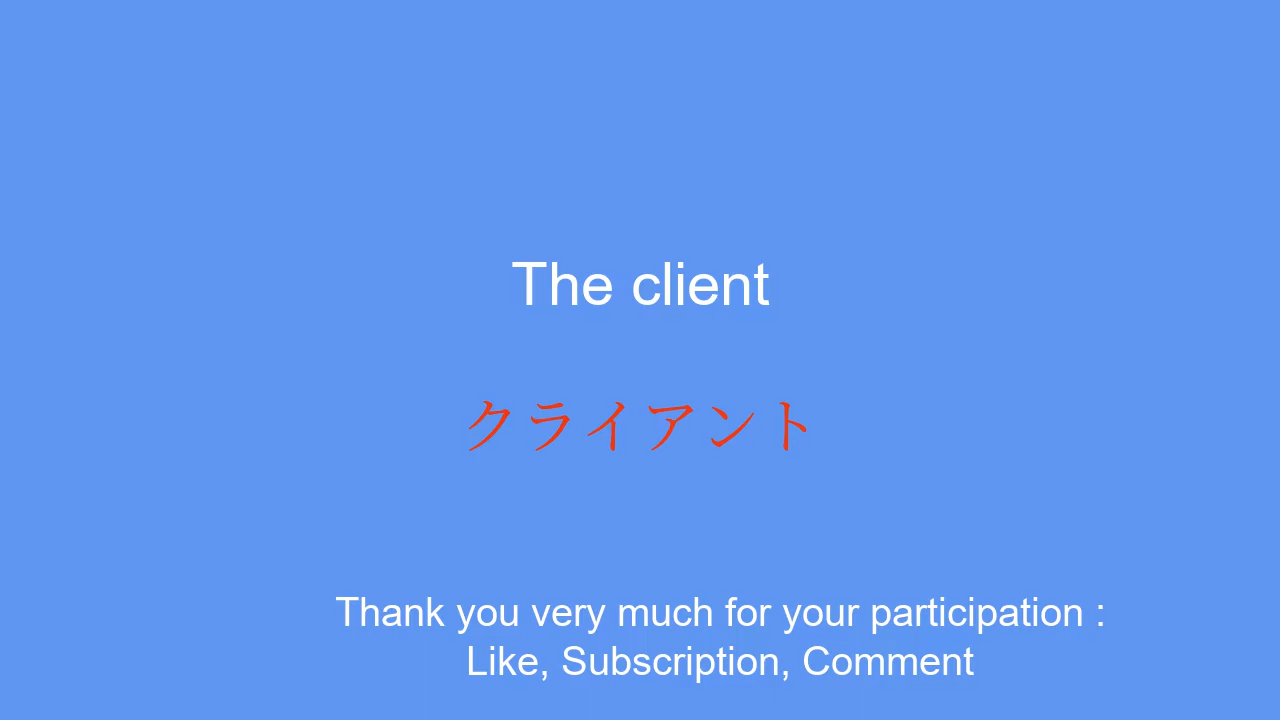 The client
クライアント
Thank you very much for your participation :
Like, Subscription, Comment